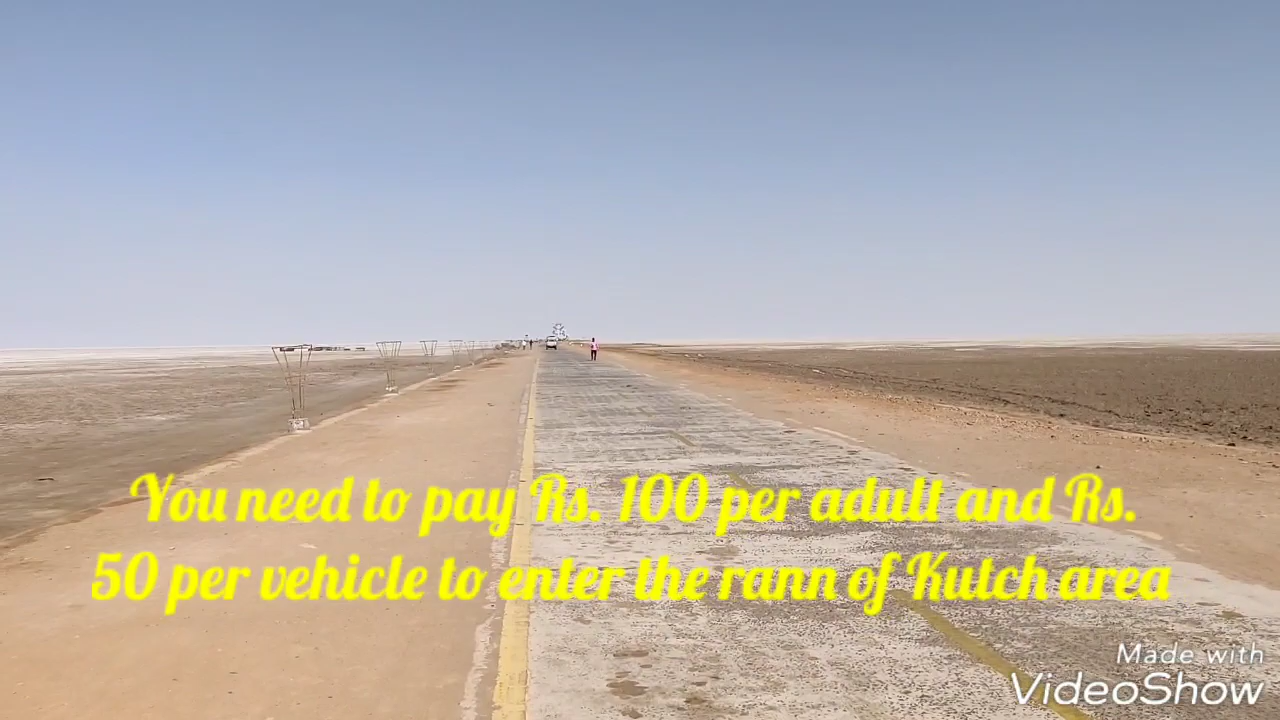 You need to pay Rs. 100 per adult and Rs.
50 per vehicle to enter the rann of Kutch area
Made with
VideoShow